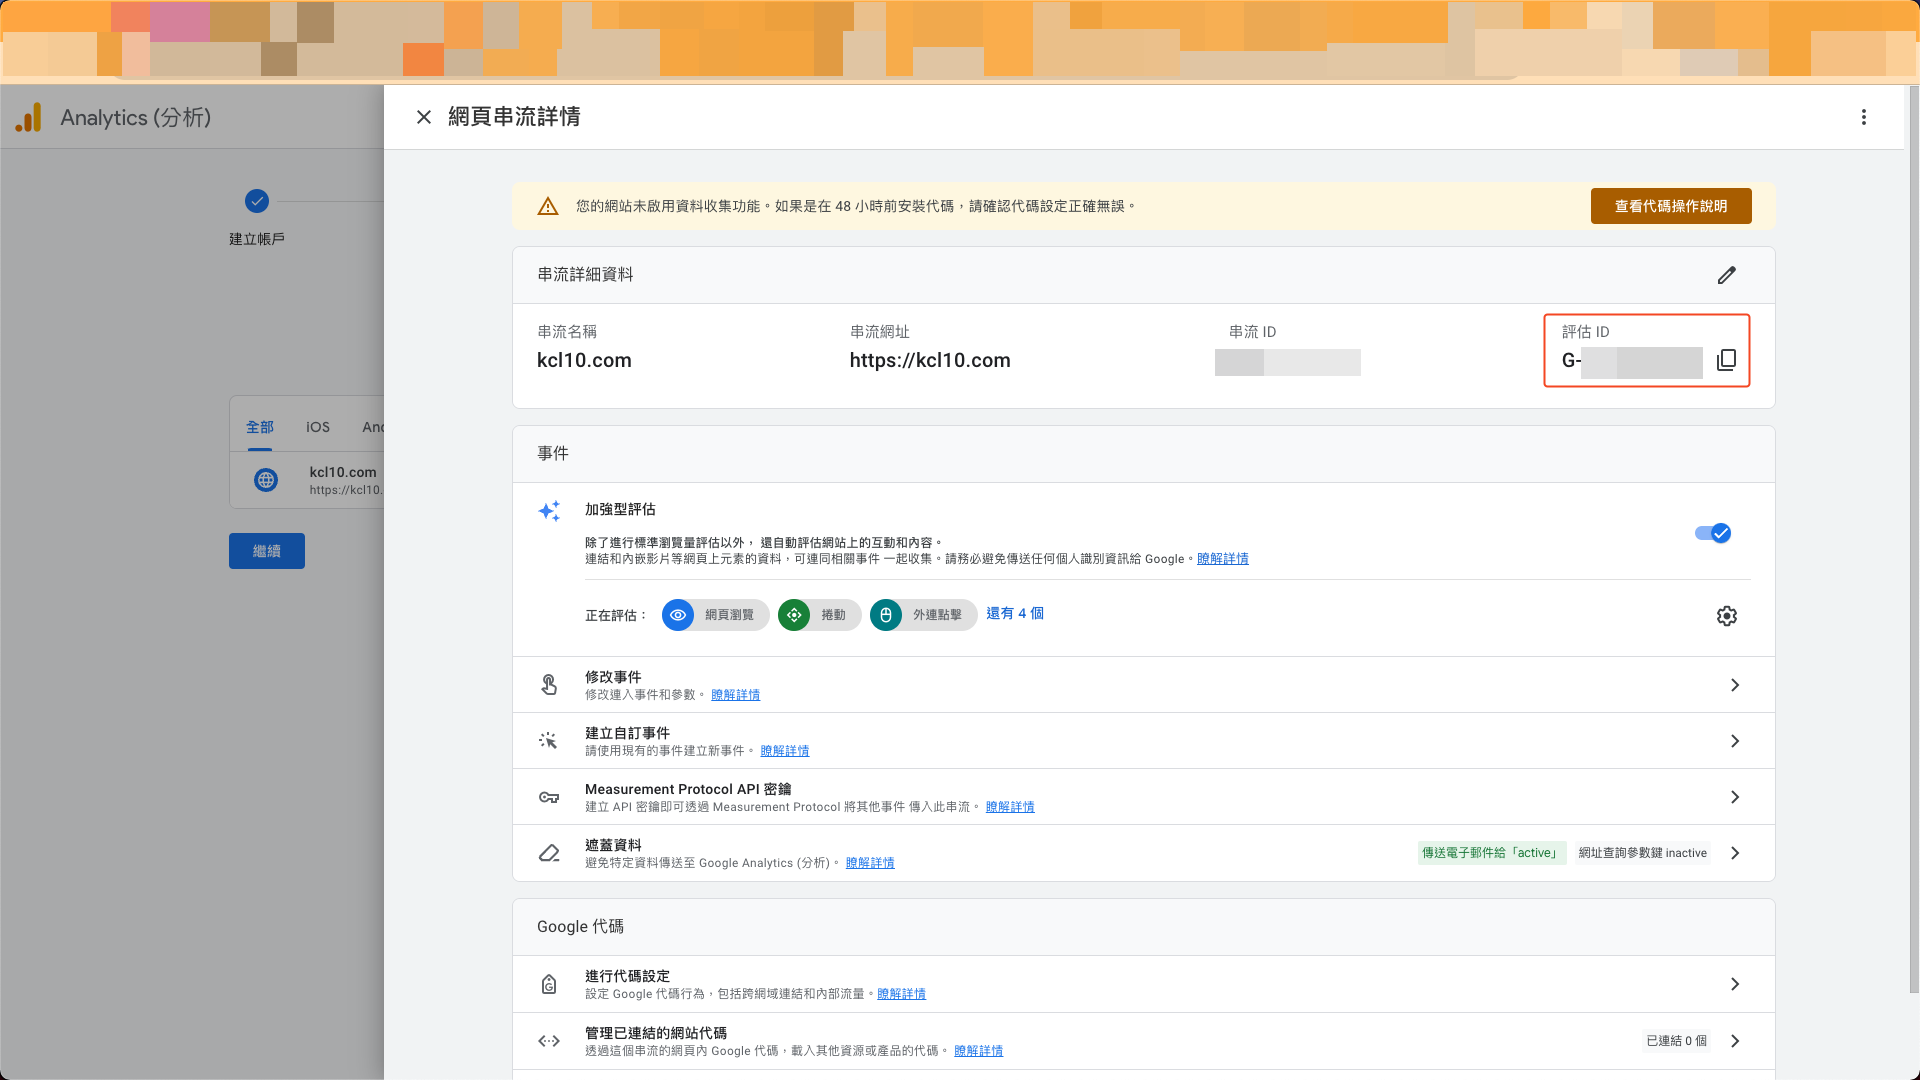 Analytics (分析)
網頁串流詳情
建立帳戶
全部
iOS
kcl10.com
https://kcl10.
繼續
您的網站未啟用資料收集功能。如果是在 48 小時前安裝代碼，請確認代碼設定正確無誤。
查看代碼操作說明
串流詳細資料
串流名稱
kcl10.com
串流網址
https://kcl10.com
串流 ID
評估 ID
G-
事件
加強型評估
除了進行標準瀏覽量評估以外， 還自動評估網站上的互動和內容。
連結和內嵌影片等網頁上元素的資料，可連同相關事件 一起收集。請務必避免傳送任何個人識別資訊給 Google。瞭解詳情
正在評估：
網頁瀏覽
捲動
外連點擊
還有 4 個
修改事件
修改連入事件和參數。 瞭解詳情
建立自訂事件
請使用現有的事件建立新事件。 瞭解詳情
Measurement Protocol API 密鑰
建立 API 密鑰即可透過 Measurement Protocol 將其他事件 傳入此串流。 瞭解詳情
遮蓋資料
避免特定資料傳送至 Google Analytics (分析)。 瞭解詳情
傳送電子郵件給「active」
網址查詢參數鍵 inactive
Google 代碼
進行代碼設定
設定 Google 代碼行為，包括跨網域連結和內部流量。瞭解詳情
管理已連結的網站代碼
透過這個串流的網頁內 Google 代碼，載入其他資源或產品的代碼。 瞭解詳情
已連結 0 個